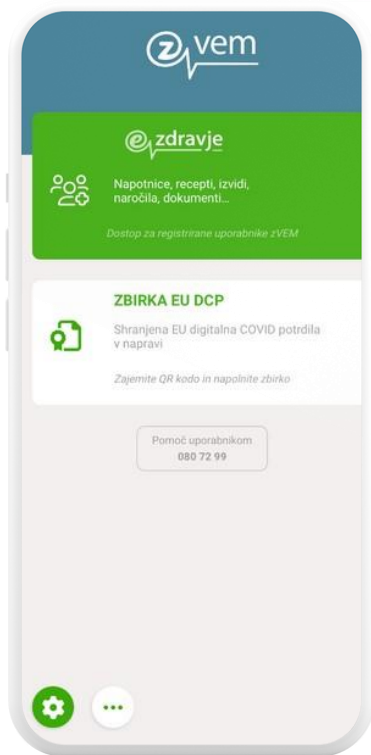 zvem
ezdravje
Napotnice, recepti, izvidi,
naročila, dokumenti...
Dostop za registrirane uporabnike zVEM
ZBIRKA EU DCP
Shranjena EU digitalna COVID potrdila
v napravi
Zajemite QR kodo in napolnite zbirko
Pomoč uporabnikom
080 72 99